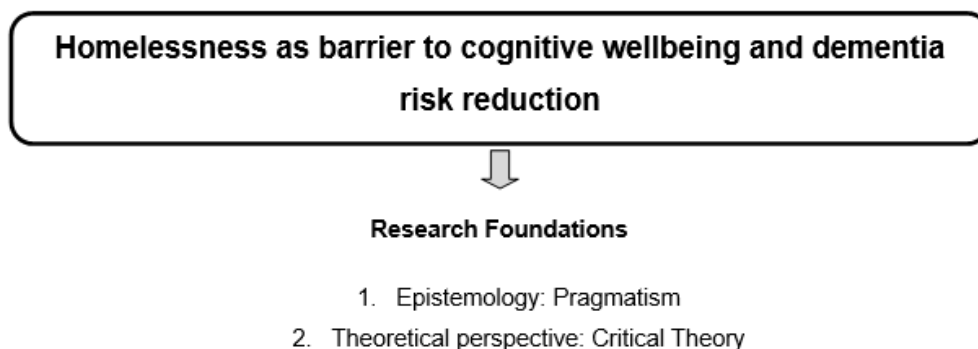 Homelessness as barrier to cognitive wellbeing and dementia
risk reduction
Research Foundations
1. Epistemology: Pragmatism
2. Theoretical perspective: Critical Theory